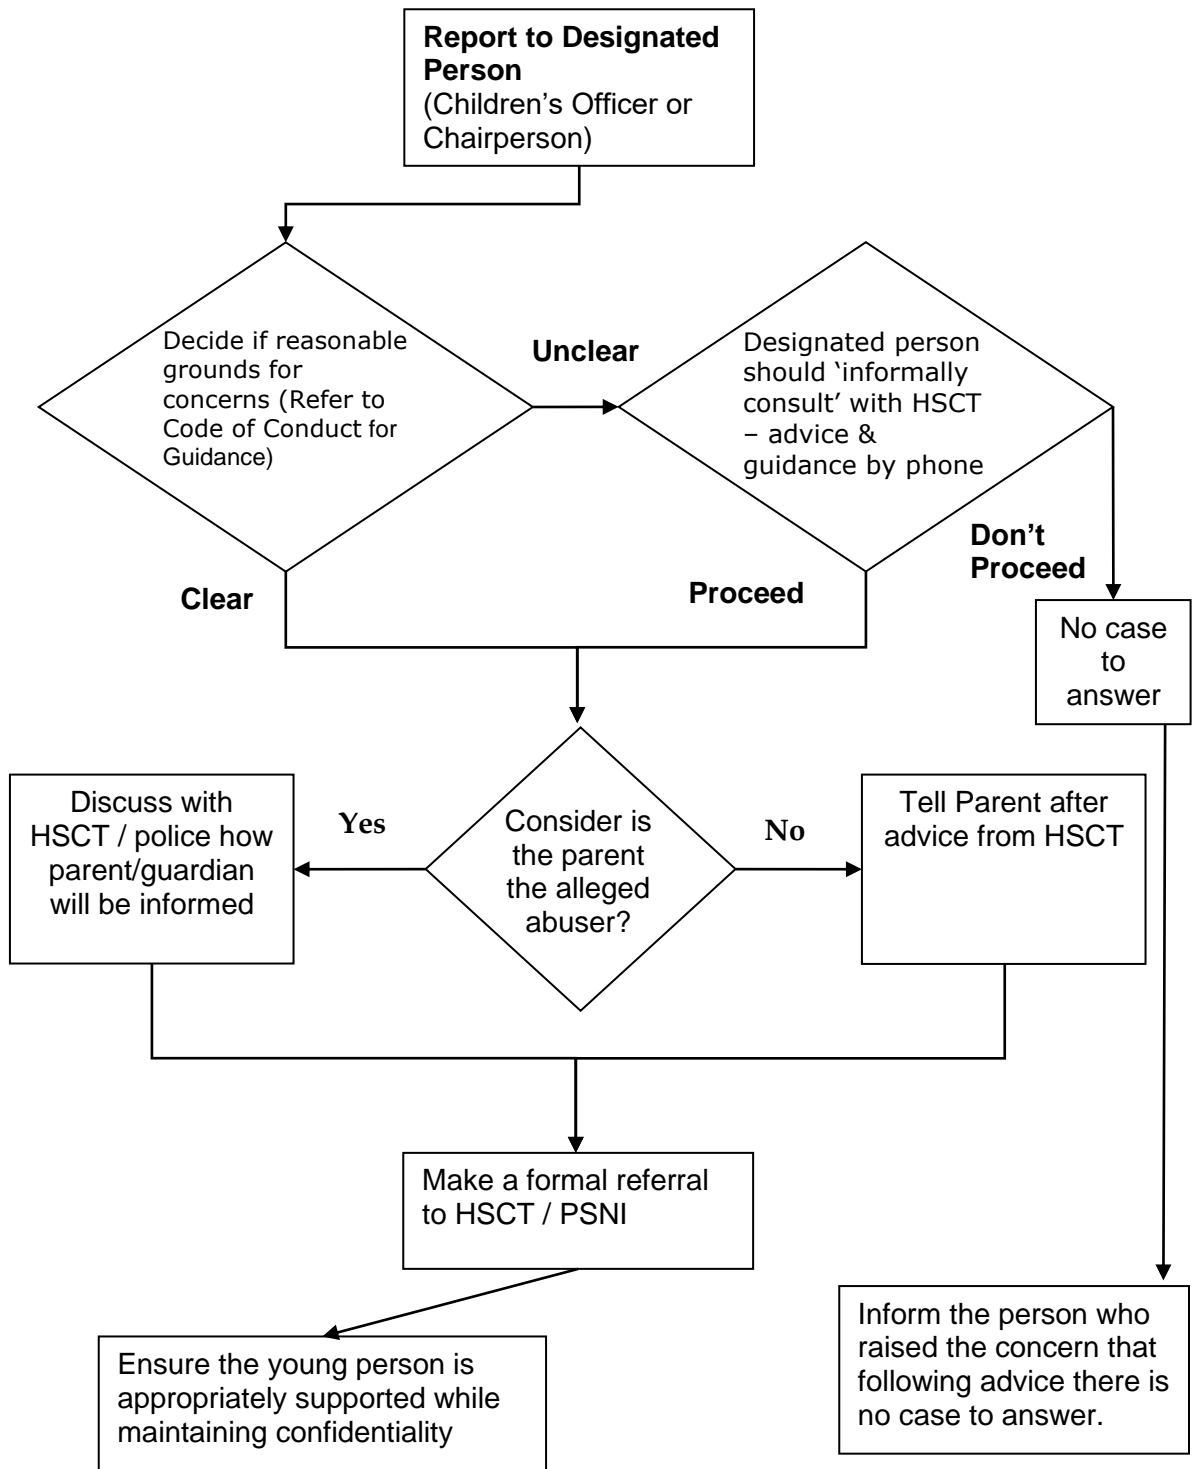 Report to Designated
Person
(Children's Officer or
Chairperson)
Decide if reasonable
grounds for
concerns (Refer to
Code of Conduct for
Guidance)
Unclear
Designated person
should ‘informally
consult’ with HSCT
– advice &
guidance by phone
Clear
Proceed
Don’t
Proceed
No case
to
answer
Discuss with
HSCT / police how
parent/guardian
will be informed
Yes
Consider is
the parent
the alleged
abuser?
No
Tell Parent after
advice from HSCT
Make a formal referral
to HSCT / PSNI
Ensure the young person is
appropriately supported while
maintaining confidentiality
Inform the person who
raised the concern that
following advice there is
no case to answer.